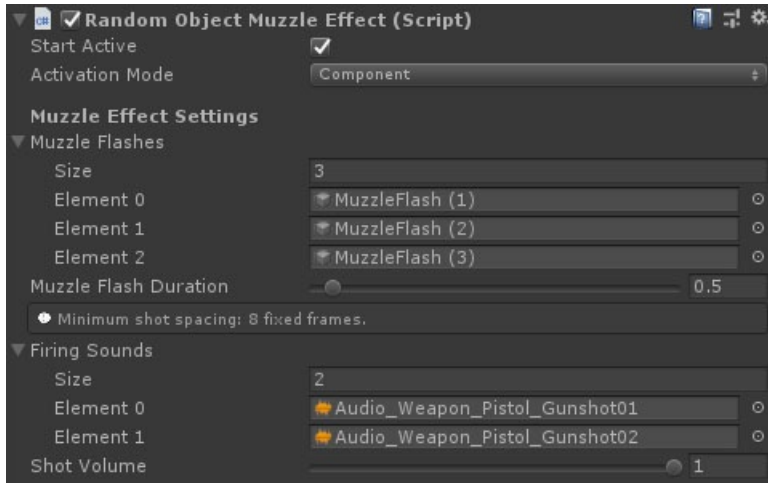 Random Object Muzzle Effect (Script)
Start Active
Activation Mode Component
Muzzle Effect Settings
Muzzle Flashes
Size 3
Element 0 MuzzleFlash (1)
Element 1 MuzzleFlash (2)
Element 2 MuzzleFlash (3)
Muzzle Flash Duration 0.5
Minimum shot spacing: 8 fixed frames.
Firing Sounds
Size 2
Element 0 Audio_Weapon_Pistol_Gunshot01
Element 1 Audio_Weapon_Pistol_Gunshot02
Shot Volume 1